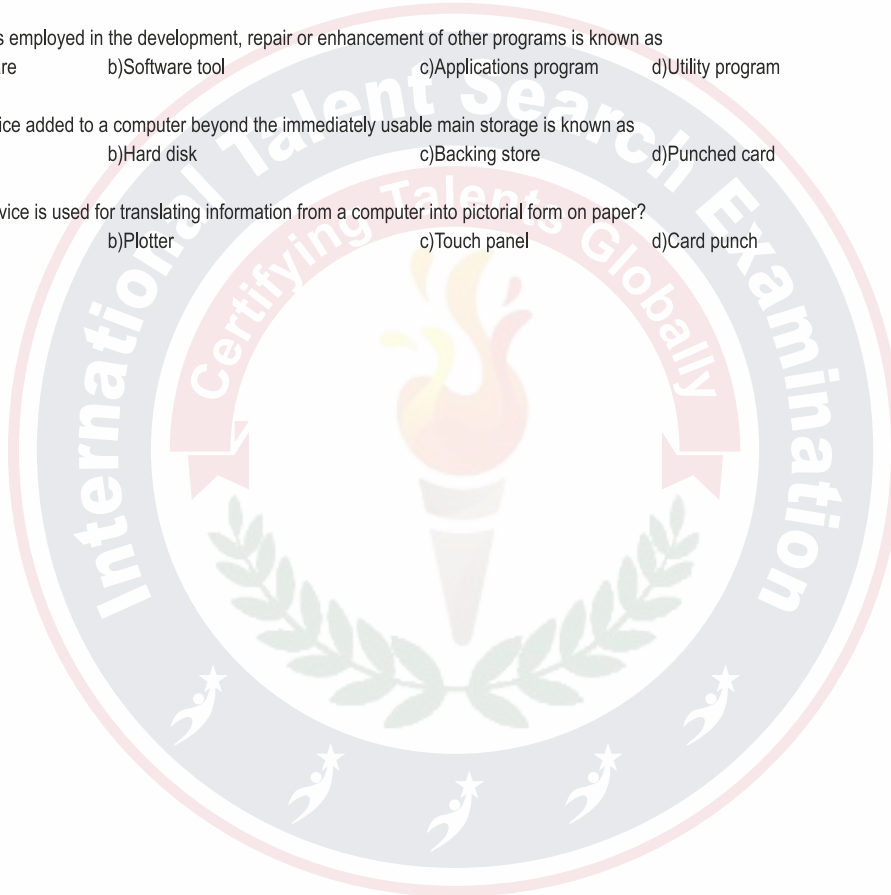 s employed in the development, repair or enhancement of other programs is known as
re b)Software tool c)Applications program d)Utility program
ice added to a computer beyond the immediately usable main storage is known as
b)Hard disk c)Backing store d)Punched card
vice is used for translating information from a computer into pictorial form on paper?
b)Plotter c)Touch panel d)Card punch
International Talent Search Examination
Certifying Talents Globally